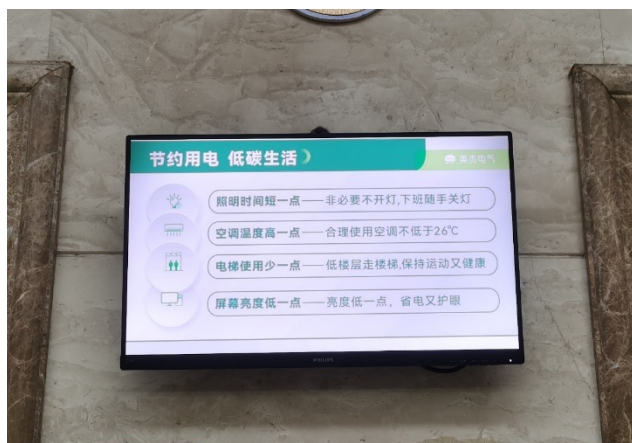 节约用电 低碳生活
照明时间短一点——非必要不开灯,下班随手关灯
空调温度高一点——合理使用空调不低于26℃
电梯使用少一点——低楼层走楼梯,保持运动又健康
屏幕亮度低一点——亮度低一点，省电又护眼
PHILIPS